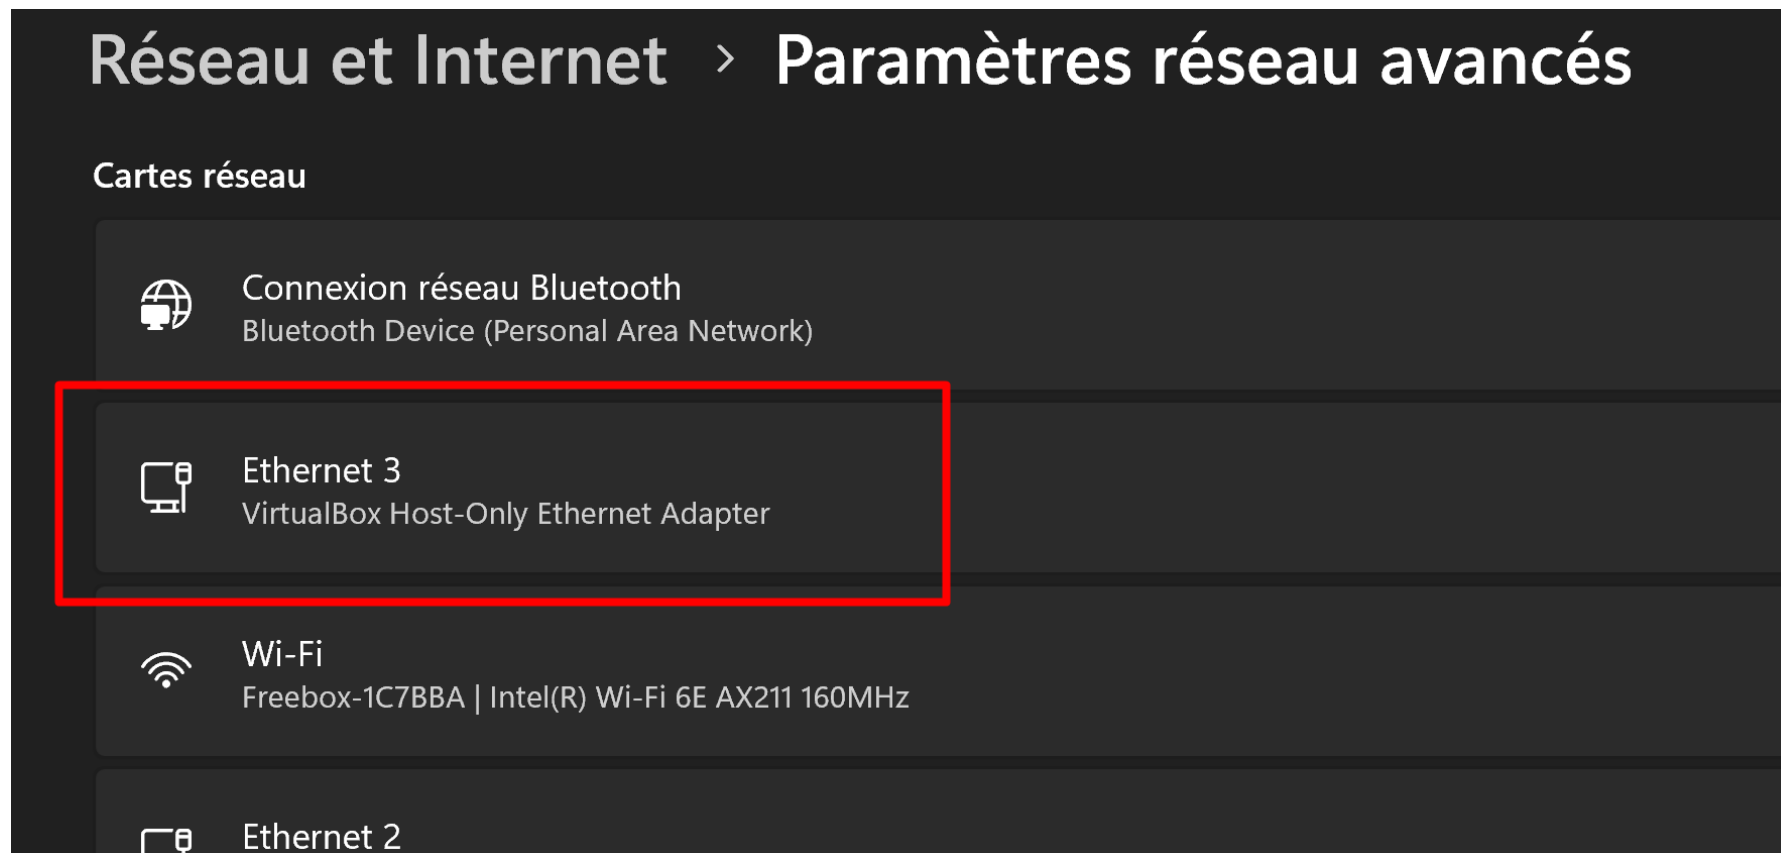 Réseau et Internet > Paramètres réseau avancés
Cartes réseau
Connexion réseau Bluetooth
Bluetooth Device (Personal Area Network)
Ethernet 3
VirtualBox Host-Only Ethernet Adapter
Wi-Fi
Freebox-1C7BBA | Intel(R) Wi-Fi 6E AX211 160MHz
Ethernet 2